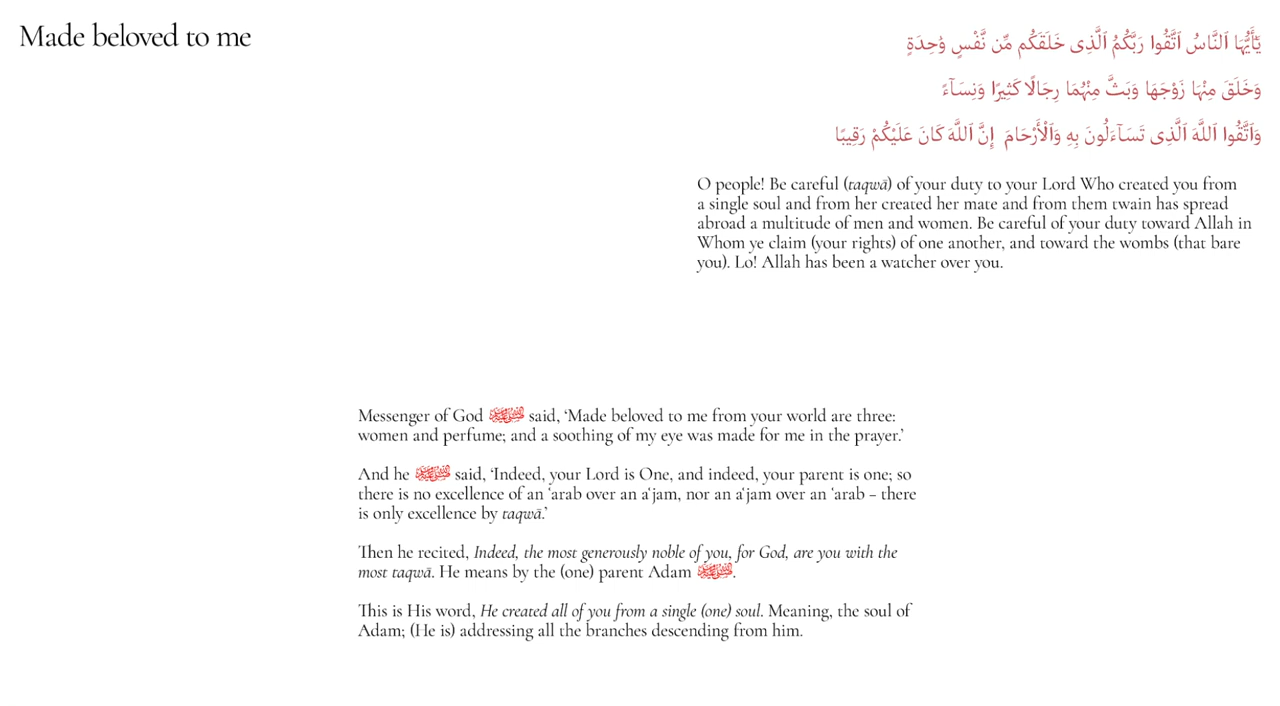 Made beloved to me
يَٰٓأَيُّهَا ٱلنَّاسُ ٱتَّقُوا رَبَّكُمُ ٱلَّذِى خَلَقَكُم مِّن نَّفْسٍ وَٰحِدَةٍ
وَخَلَقَ مِنْهَا زَوْجَهَا وَبَثَّ مِنْهُمَا رِجَالًا كَثِيرًا وَنِسَآءً
وَٱتَّقُوا ٱللَّهَ ٱلَّذِى تَسَآءَلُونَ بِهِ وَٱلْأَرْحَامَ إِنَّ ٱللَّهَ كَانَ عَلَيْكُمْ رَقِيبًا
O people! Be careful (taqwā) of your duty to your Lord Who created you from
a single soul and from her created her mate and from them twain has spread
abroad a multitude of men and women. Be careful of your duty toward Allah in
Whom ye claim (your rights) of one another, and toward the wombs (that bare
you). Lo! Allah has been a watcher over you.
Messenger of God ﷺ said, ‘Made beloved to me from your world are three:
women and perfume; and a soothing of my eye was made for me in the prayer.’
And he ﷺ said, ‘Indeed, your Lord is One, and indeed, your parent is one; so
there is no excellence of an ‘arab over an a‘jam, nor an a‘jam over an ‘arab – there
is only excellence by taqwā.’
Then he recited, Indeed, the most generously noble of you, for God, are you with the
most taqwā. He means by the (one) parent Adam ﷺ.
This is His word, He created all of you from a single (one) soul. Meaning, the soul of
Adam; (He is) addressing all the branches descending from him.